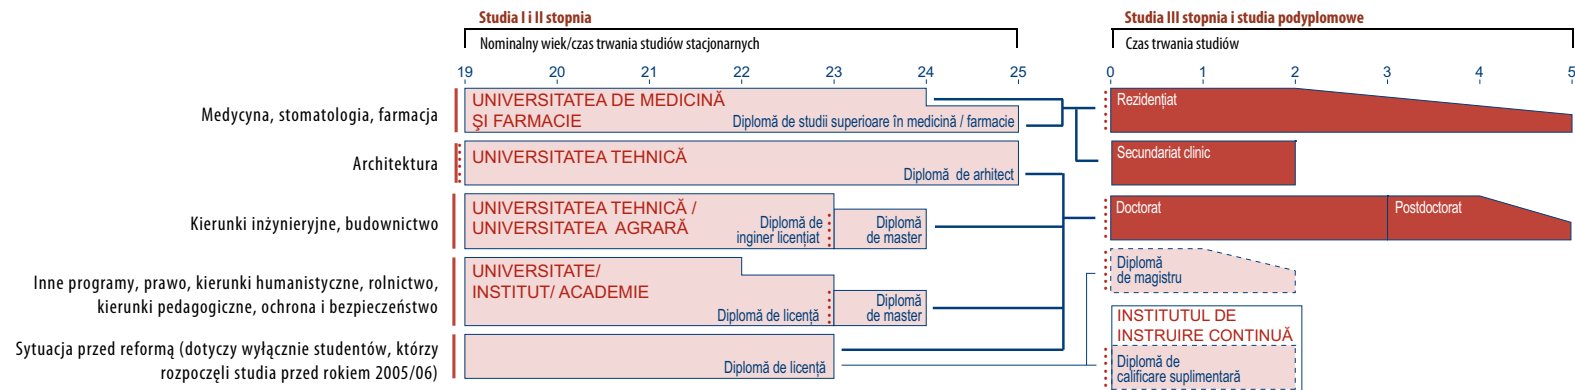 Studia I i II stopnia
Nominalny wiek/czas trwania studiów stacjonarnych
19 20 21 22 23 24 25
Studia III stopnia i studia podyplomowe
Czas trwania studiów
0 1 2 3 4 5
Medycyna, stomatologia, farmacja
UNIVERSITATEA DE MEDICINĂ
ŞI FARMACIE
Diplomă de studii superioare în medicină / farmacie
Rezidențiat
Architektura
UNIVERSITATEA TEHNICĂ
Diplomă de arhitect
Secundariat clinic
Kierunki inżynieryjne, budownictwo
UNIVERSITATEA TEHNICĂ /
UNIVERSITATEA AGRARĂ
Diplomă de
inginer licențiat
Diplomă
de master
Doctorat
Postdoctorat
Inne programy, prawo, kierunki humanistyczne, rolnictwo,
kierunki pedagogiczne, ochrona i bezpieczeństwo
UNIVERSITATE/
INSTITUT/ ACADEMIE
Diplomă de licență
Diplomă
de master
Diplomă
de magistru
Sytuacja przed reformą (dotyczy wyłącznie studentów, którzy
rozpoczęli studia przed rokiem 2005/06)
Diplomă de licență
INSTITUTUL DE
INSTRUIRE CONTINUĂ
Diplomă de
calificare suplimentară